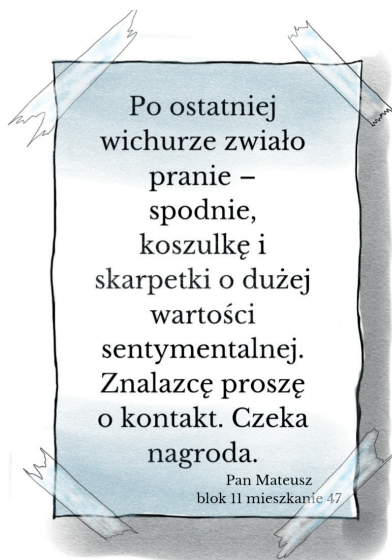 Po ostatniej
wichurze zwiało
pranie –
spodnie,
koszulkę i
skarpetki o dużej
wartości
sentymentalnej.
Znalazcę proszę
o kontakt. Czeka
nagroda.
Pan Mateusz
blok 11 mieszkanie 47